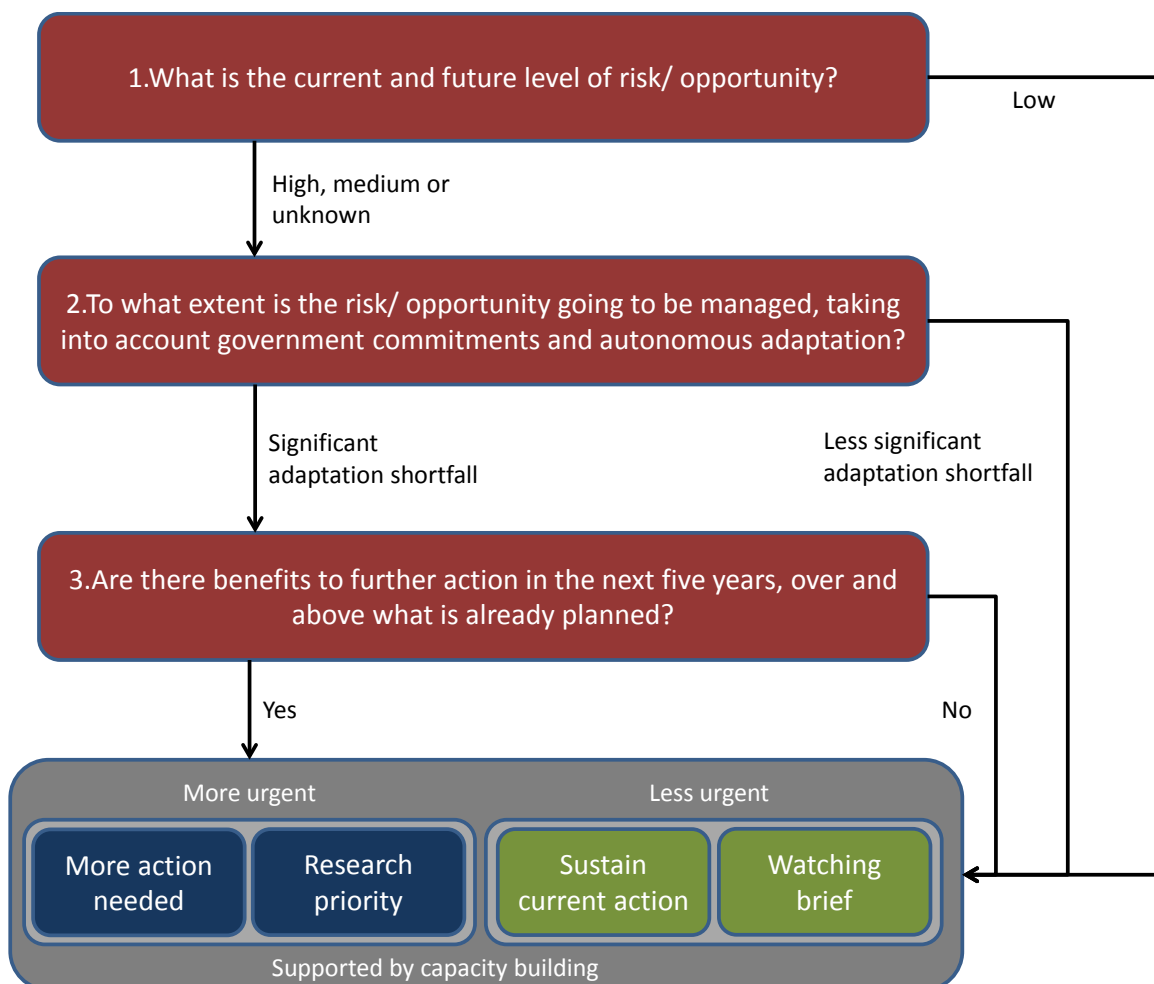 1.What is the current and future level of risk/ opportunity?
Low
High, medium or
unknown
2.To what extent is the risk/ opportunity going to be managed, taking
into account government commitments and autonomous adaptation?
Significant
adaptation shortfall
Less significant
adaptation shortfall
3.Are there benefits to further action in the next five years, over and
above what is already planned?
Yes
No
More urgent
Less urgent
More action
needed
Research
priority
Sustain
current action
Watching
brief
Supported by capacity building